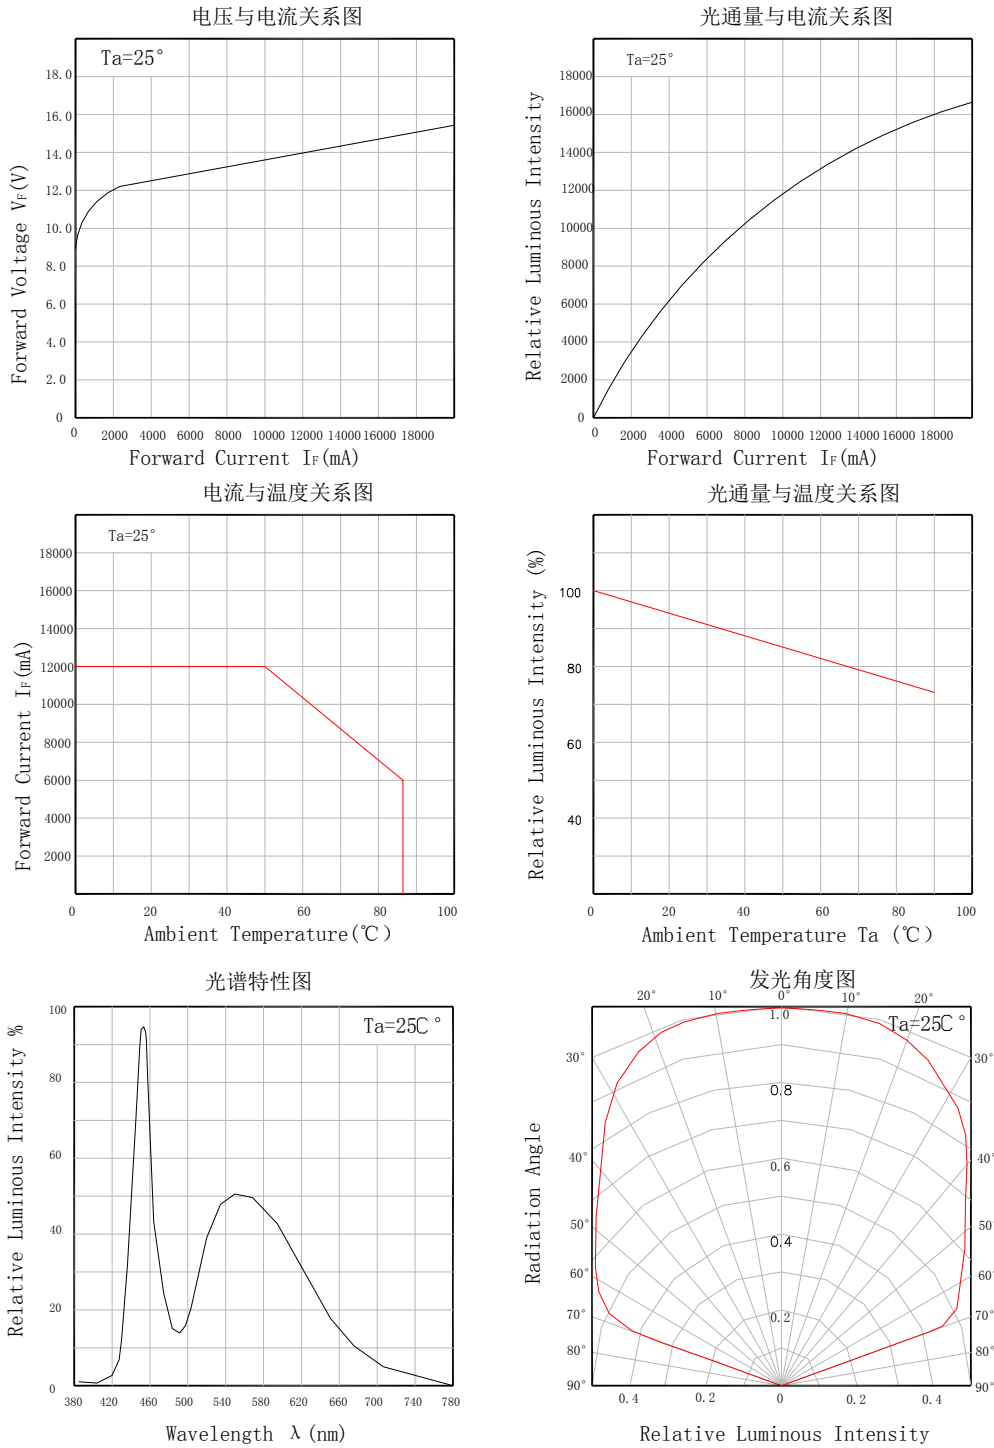 电压与电流关系图
Ta=25°
18.0
16.0
14.0
12.0
10.0
8.0
6.0
4.0
2.0
0
Forward Voltage VF(V)
0 2000 4000 6000 8000 10000 12000 14000 16000 18000
Forward Current IF(mA)
光通量与电流关系图
Ta=25°
18000
16000
14000
12000
10000
8000
6000
4000
2000
0
Relative Luminous Intensity
0 2000 4000 6000 8000 10000 12000 14000 16000 18000
Forward Current IF(mA)
电流与温度关系图
Ta=25°
18000
16000
14000
12000
10000
8000
6000
4000
2000
Forward Current IF(mA)
0 20 40 60 80 100
Ambient Temperature(℃)
光通量与温度关系图
100
80
60
40
Relative Luminous Intensity (%)
0 20 40 60 80 100
Ambient Temperature Ta (℃)
光谱特性图
Ta=25C°
100
80
60
40
20
0
Relative Luminous Intensity %
380 420 460 500 540 580 620 660 700 740 780
Wavelength λ (nm)
发光角度图
20° 10° 0° 10° 20°
Ta=25C°
1.0
0.8
0.6
0.4
0.2
30° 30°
40° 40°
50° 50°
60° 60°
70° 70°
80° 80°
90° 90°
Radiation Angle
0.4 0.2 0 0.2 0.4
Relative Luminous Intensity